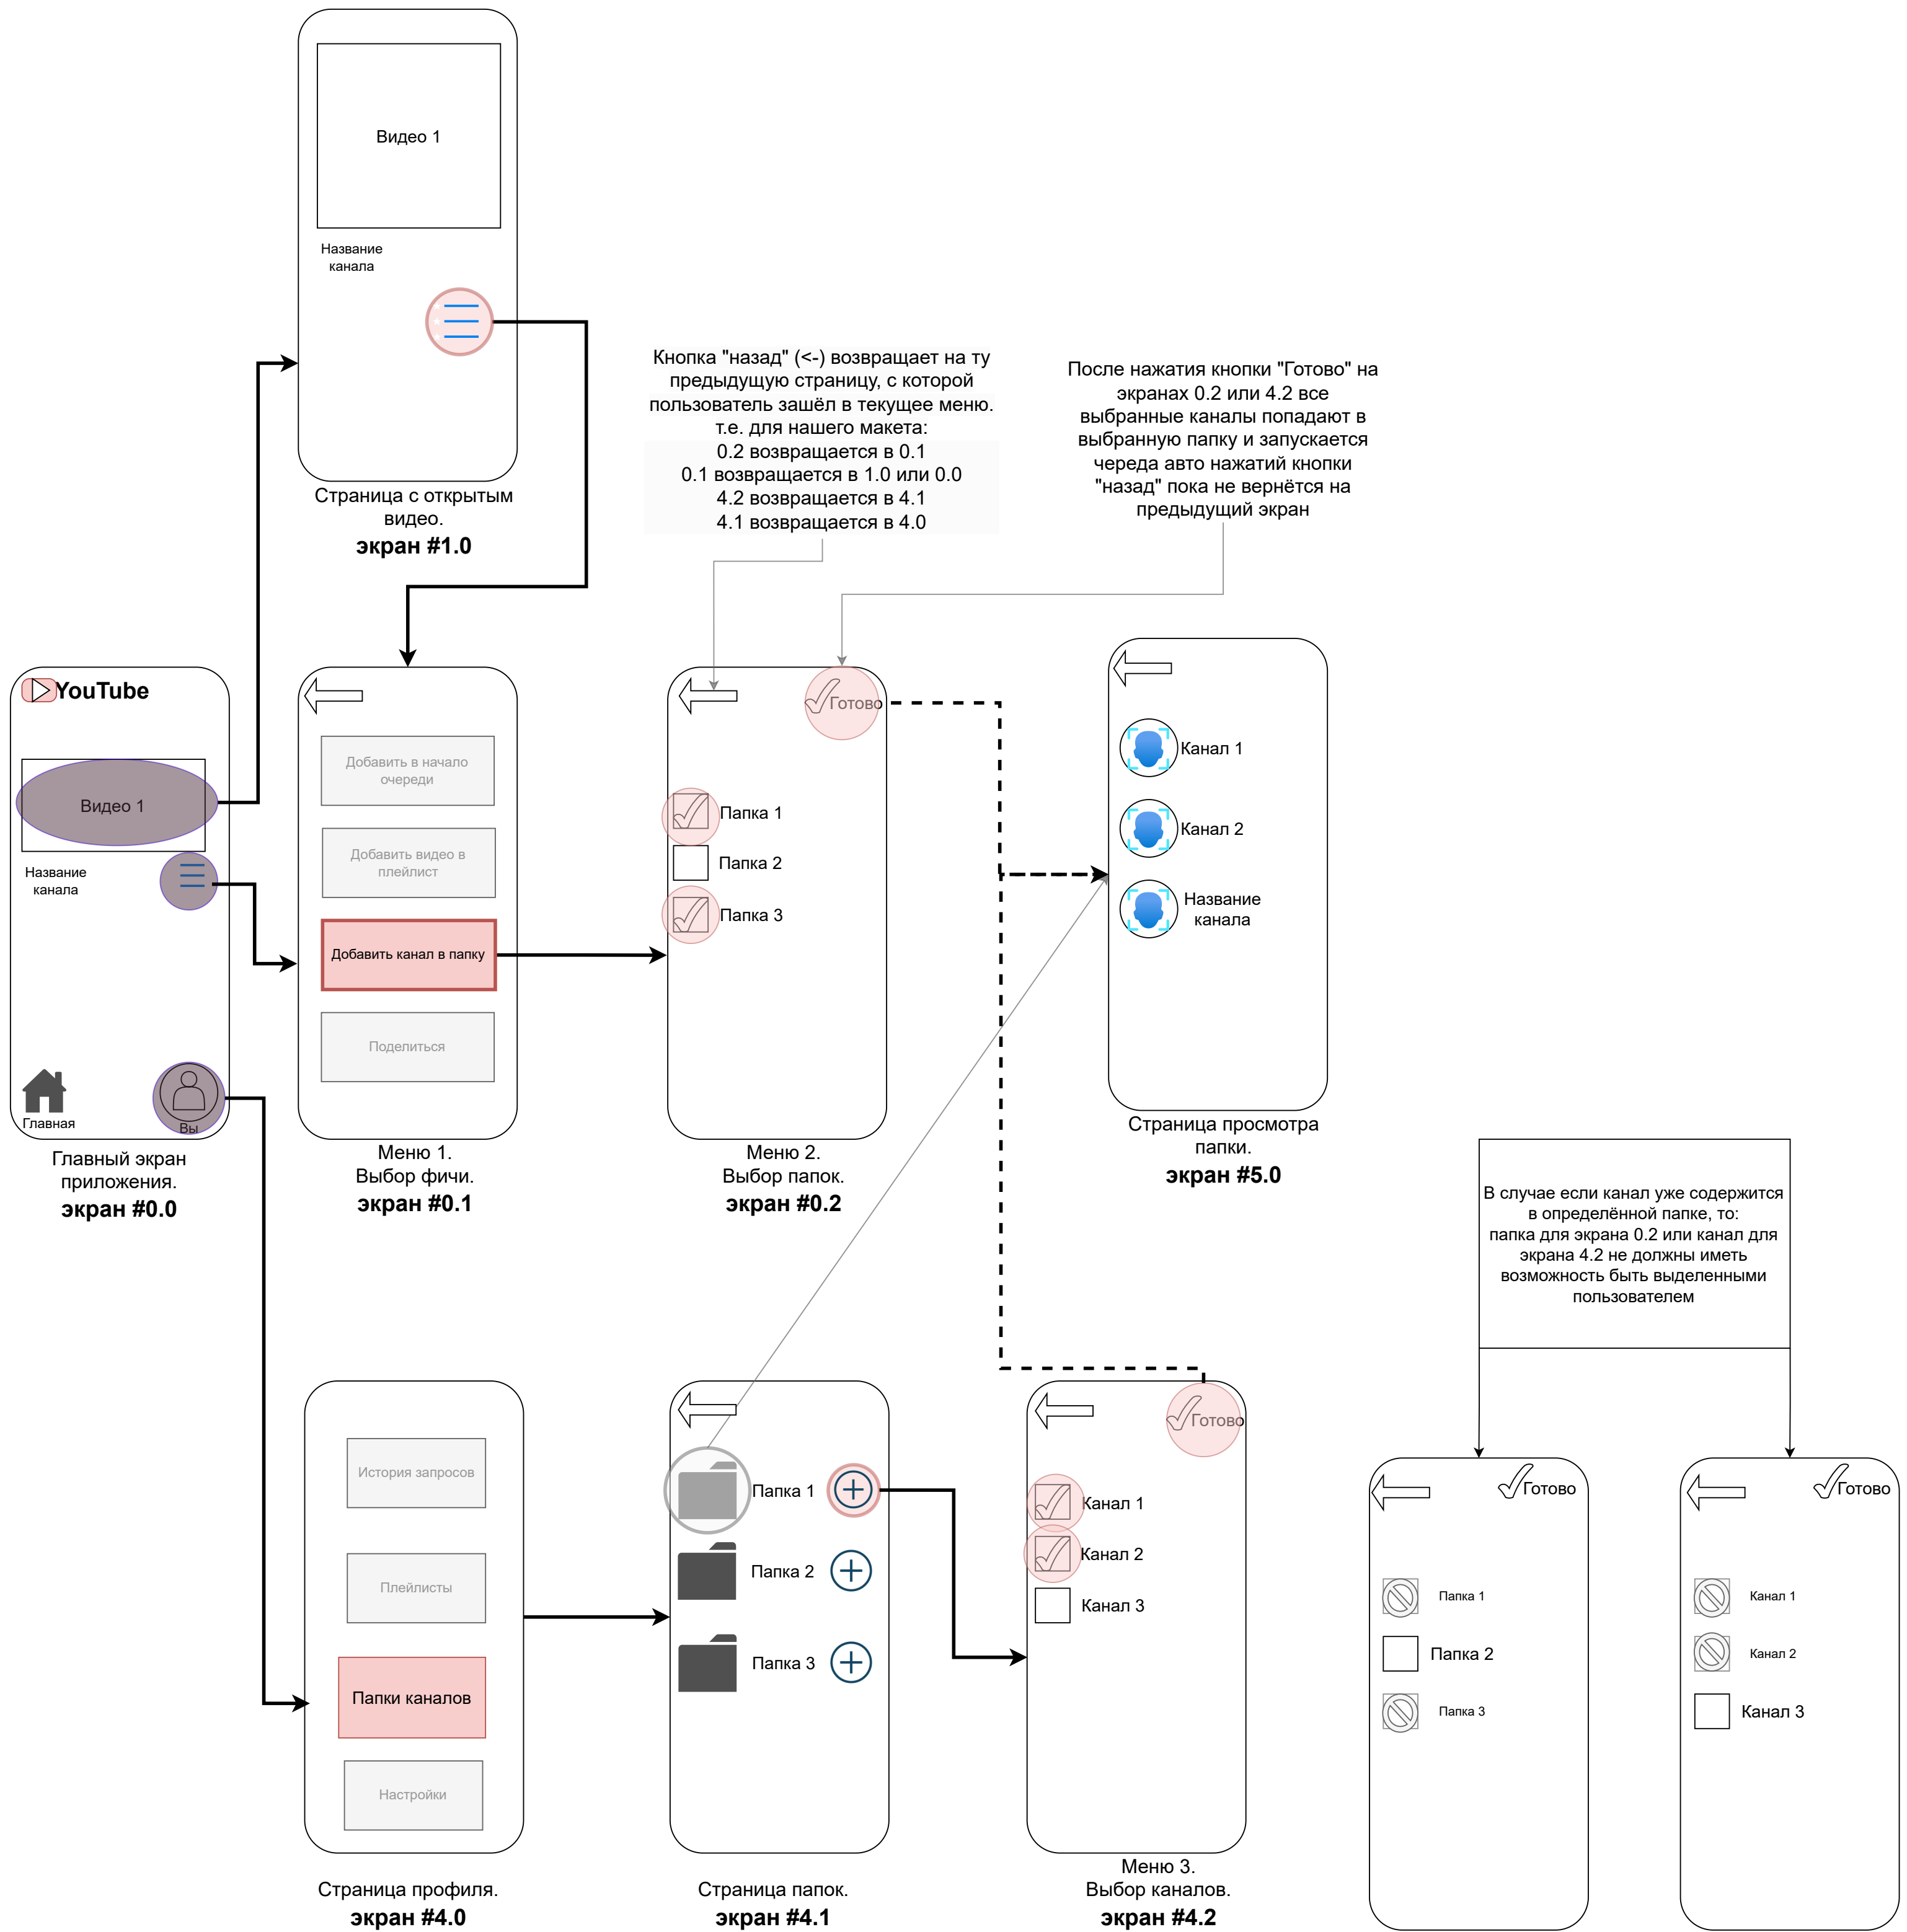 Видео 1
Название
канала
Страница с открытым
видео.
экран #1.0
Кнопка "назад" (<-) возвращает на ту
предыдущую страницу, с которой
пользователь зашёл в текущее меню.
т.е. для нашего макета:
0.2 возвращается в 0.1
0.1 возвращается в 1.0 или 0.0
4.2 возвращается в 4.1
4.1 возвращается в 4.0
После нажатия кнопки "Готово" на
экранах 0.2 или 4.2 все
выбранные каналы попадают в
выбранную папку и запускается
череда авто нажатий кнопки
"назад" пока не вернётся на
предыдущий экран
YouTube
Видео 1
Название
канала
Главная
Вы
Главный экран
приложения.
экран #0.0
Добавить в начало
очереди
Добавить видео в
плейлист
Добавить канал в папку
Поделиться
Меню 1.
Выбор фичи.
экран #0.1
Готово
Папка 1
Папка 2
Папка 3
Меню 2.
Выбор папок.
экран #0.2
Канал 1
Канал 2
Название
канала
Страница просмотра
папки.
экран #5.0
В случае если канал уже содержится
в определённой папке, то:
папка для экрана 0.2 или канал для
экрана 4.2 не должны иметь
возможность быть выделенными
пользователем
История запросов
Плейлисты
Папки каналов
Настройки
Страница профиля.
экран #4.0
Папка 1
Папка 2
Папка 3
Страница папок.
экран #4.1
Готово
Канал 1
Канал 2
Канал 3
Меню 3.
Выбор каналов.
экран #4.2
Готово
Папка 1
Папка 2
Папка 3
Готово
Канал 1
Канал 2
Канал 3